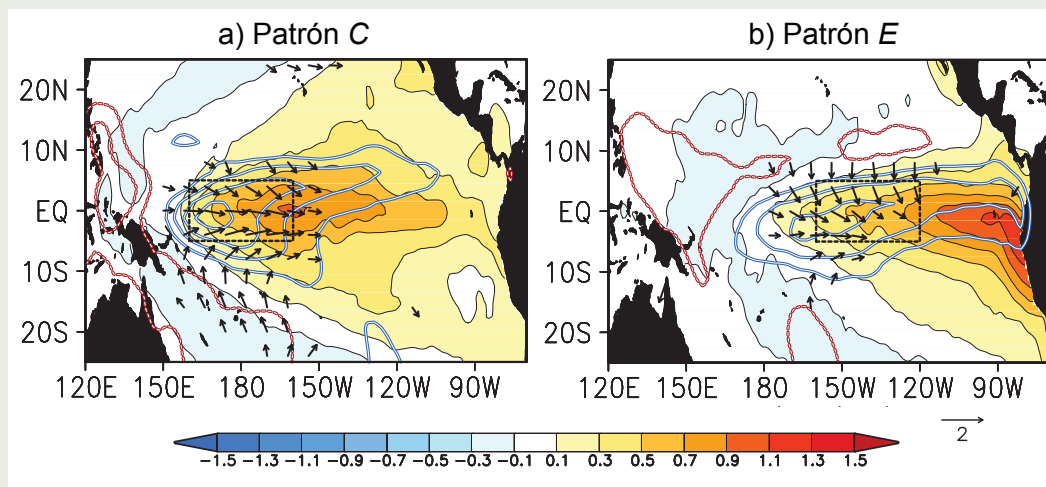 a) Patrón C
b) Patrón E
20N
10N
EQ
10S
20S
120E 150E 180 150W 120W 90W
20N
10N
EQ
10S
20S
120E 150E 180 150W 120W 90W
2
−1.5 −1.3 −1.1 −0.9 −0.7 −0.5 −0.3 −0.1 0.1 0.3 0.5 0.7 0.9 1.1 1.3 1.5